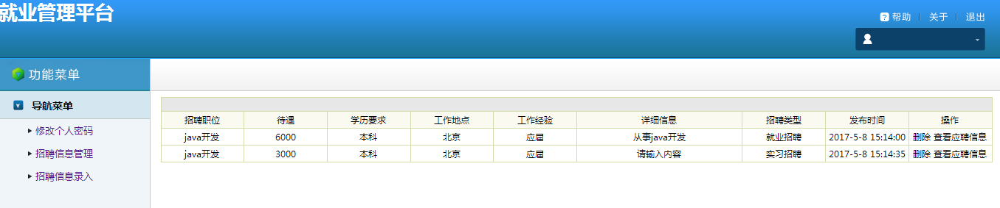 就业管理平台
帮助 关于 退出
功能菜单
导航菜单
修改个人密码
招聘信息管理
招聘信息录入
招聘职位 待遇 学历要求 工作地点 工作经验 详细信息 招聘类型 发布时间 操作
java开发 6000 本科 北京 应届 从事java开发 就业招聘 2017-5-8 15:14:00 删除 查看应聘信息
java开发 3000 本科 北京 应届 请输入内容 实习招聘 2017-5-8 15:14:35 删除 查看应聘信息